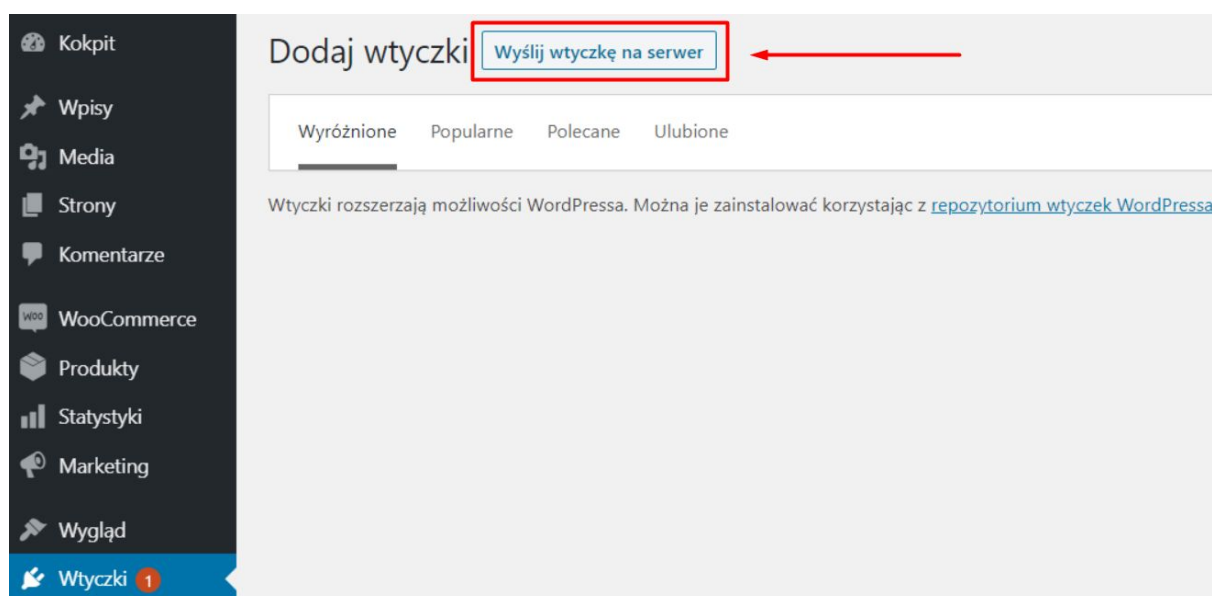 Kokpit
Wpisy
Media
Strony
Komentarze
WOO WooCommerce
Produkty
Statystyki
Marketing
Wygląd
Wtyczki 1
Dodaj wtyczki Wyślij wtyczkę na serwer
Wyróżnione Popularne Polecane Ulubione
Wtyczki rozszerzają możliwości WordPressa. Można je zainstalować korzystając z repozytorium wtyczek WordPressa